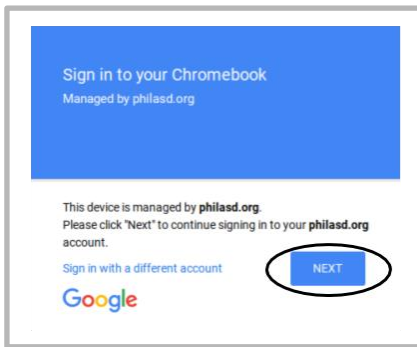 Sign in to your Chromebook
Managed by philasd.org
This device is managed by philasd.org.
Please click "Next" to continue signing in to your philasd.org
account.
Sign in with a different account
NEXT
Google